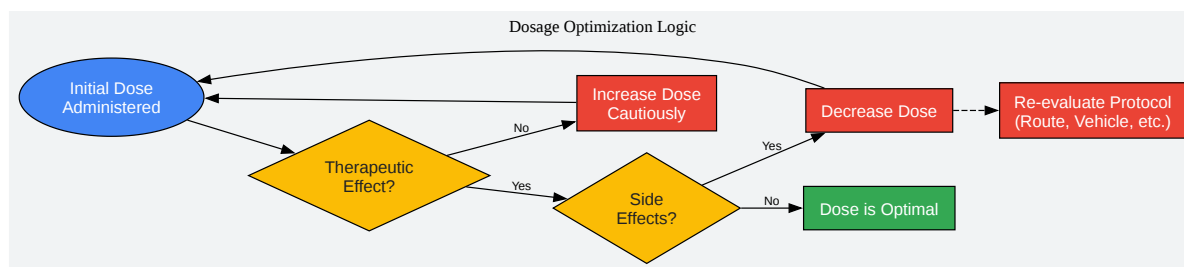 Dosage Optimization Logic
Initial Dose
Administered
Therapeutic
Effect?
No
Increase Dose
Cautiously
Yes
Side
Effects?
Yes
Decrease Dose
Re-evaluate Protocol
(Route, Vehicle, etc.)
No
Dose is Optimal